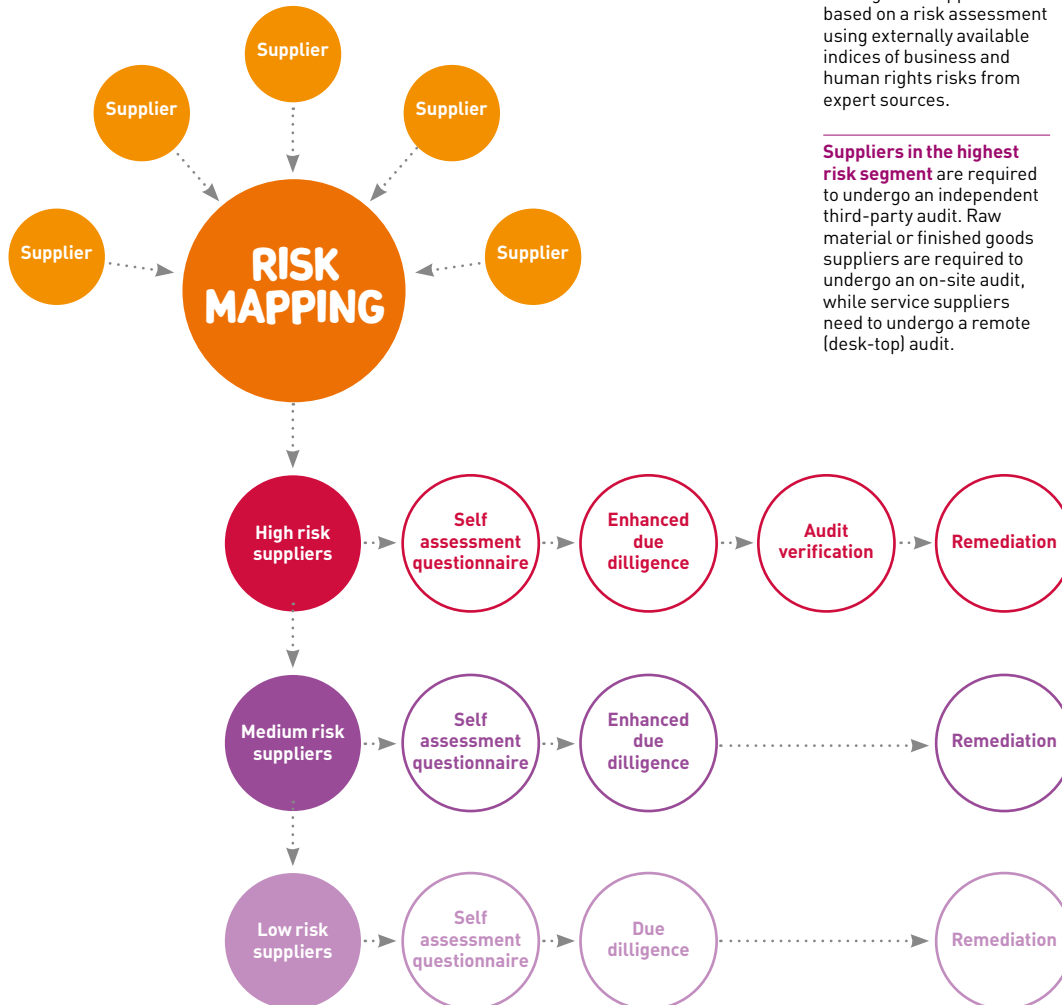 based on a risk assessment
using externally available
indices of business and
human rights risks from
expert sources.
Suppliers in the highest
risk segment are required
to undergo an independent
third-party audit. Raw
material or finished goods
suppliers are required to
undergo an on-site audit,
while service suppliers
need to undergo a remote
(desk-top) audit.
Supplier
Supplier
Supplier
Supplier
Supplier
RISK
MAPPING
High risk
suppliers
Self
assessment
questionnaire
Enhanced
due
dilligence
Audit
verification
Remediation
Medium risk
suppliers
Self
assessment
questionnaire
Enhanced
due
dilligence
Remediation
Low risk
suppliers
Self
assessment
questionnaire
Due
dilligence
Remediation